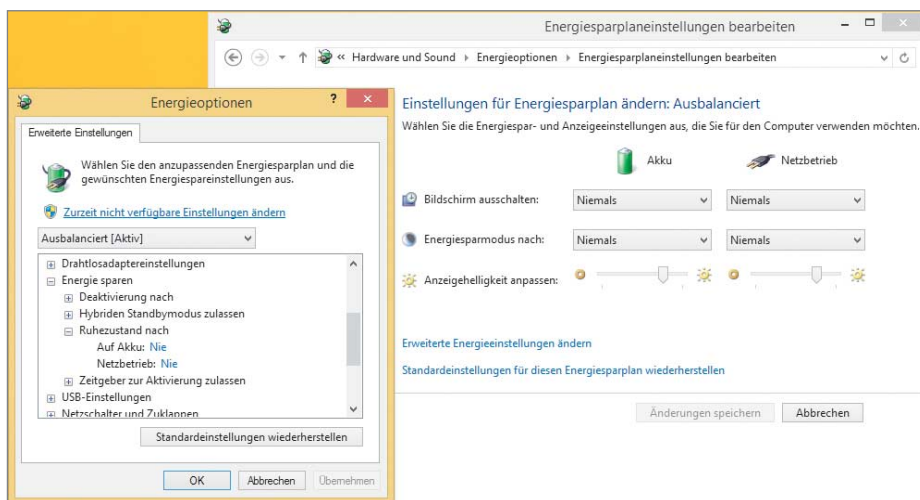 Energiesparplaneinstellungen bearbeiten
« Hardware und Sound Energieoptionen Energiesparplaneinstellungen bearbeiten
Energieoptionen
Erweiterte Einstellungen
Wählen Sie den anzupassenden Energiesparplan und die
gewünschten Energiespareinstellungen aus.
Zurzeit nicht verfügbare Einstellungen ändern
Ausbalanciert [Aktiv]
Drahtlosadaptereinstellungen
Energie sparen
Deaktivierung nach
Hybriden Standbymodus zulassen
Ruhezustand nach
Auf Akku: Nie
Netzbetrieb: Nie
Zeitgeber zur Aktivierung zulassen
USB-Einstellungen
Netzschalter und Zuklappen
Standardeinstellungen wiederherstellen
OK Abbrechen Übernehmen
Einstellungen für Energiesparplan ändern: Ausbalanciert
Wählen Sie die Energiespar- und Anzeigeeinstellungen aus, die Sie für den Computer verwenden möchten.
Akku Netzbetrieb
Bildschirm ausschalten: Niemals Niemals
Energiesparmodus nach: Niemals Niemals
Anzeigehelligkeit anpassen:
Erweiterte Energieeinstellungen ändern
Standardeinstellungen für diesen Energiesparplan wiederherstellen
Änderungen speichern Abbrechen